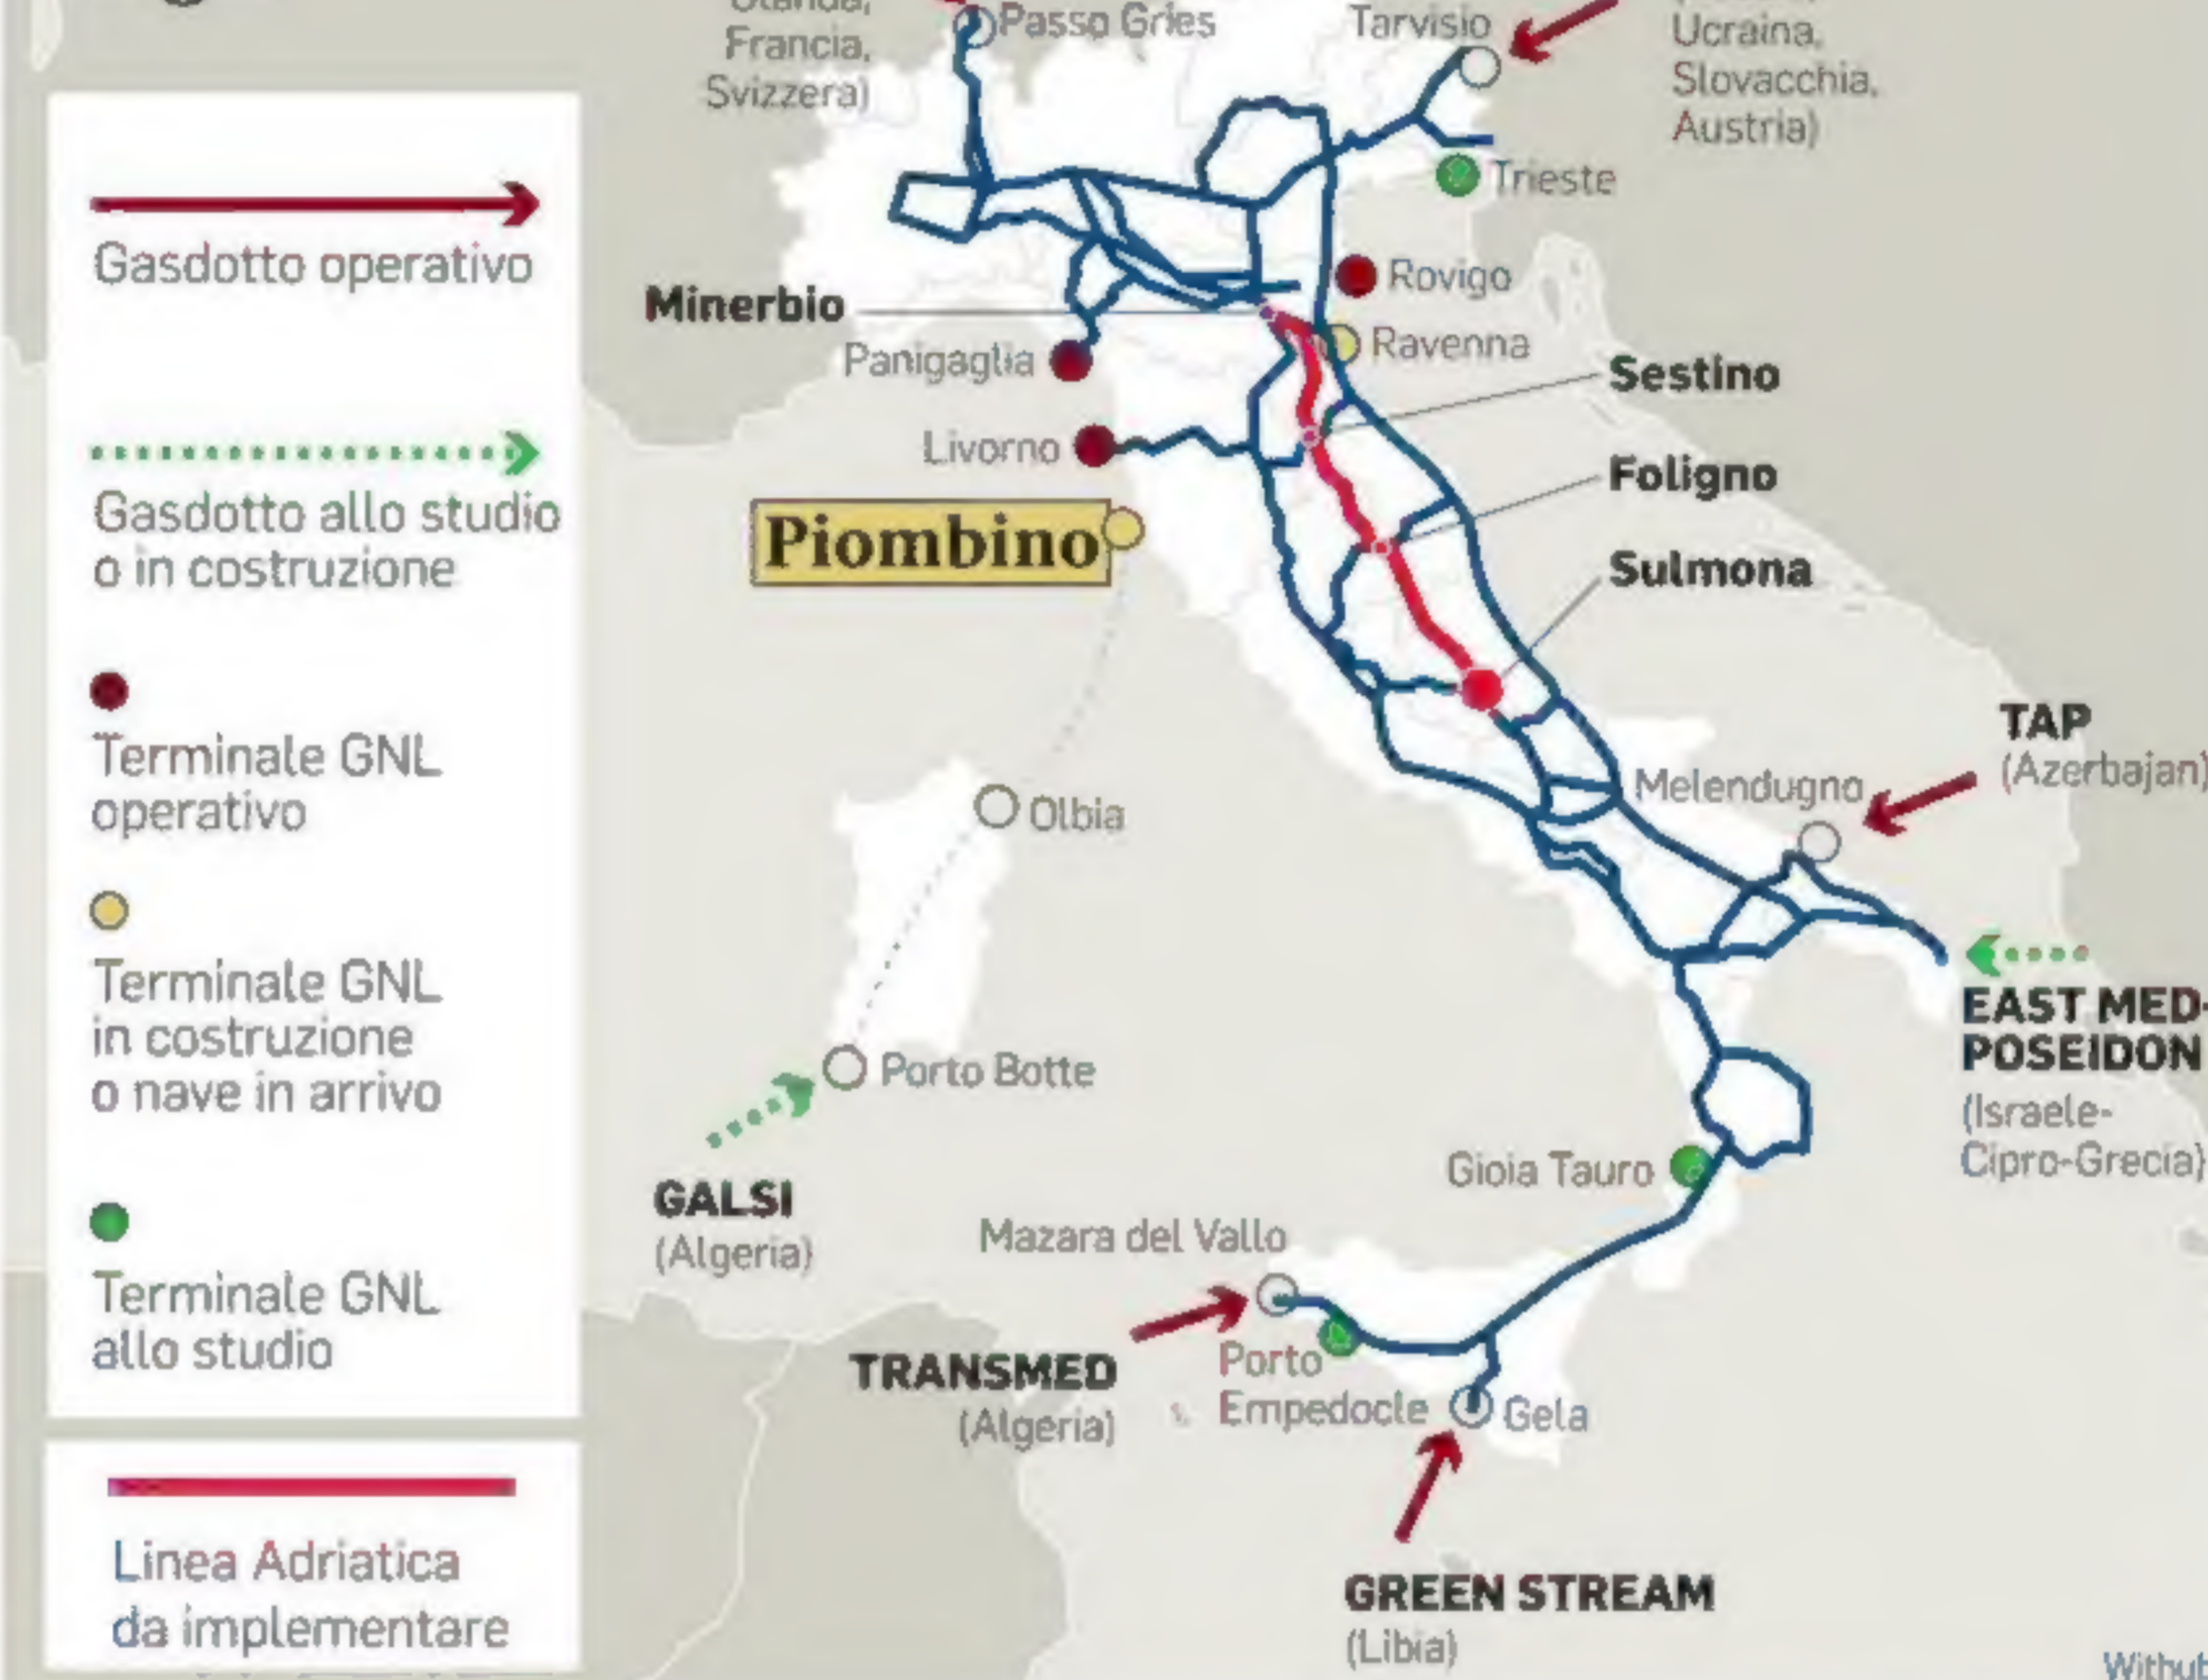 Francia,
Svizzera)
Passo Gries
Tarvisio
Ucraina,
Slovacchia,
Austria)
Trieste
Rovigo
Minerbio
Ravenna
Panigaglia
Sestino
Livorno
Foligno
Piombino
Sulmona
TAP
(Azerbajan)
Melendugno
Olbia
EAST MED-
POSEIDON
(Israele-
Cipro-Grecia)
Porto Botte
GALSI
(Algeria)
Gioia Tauro
Mazara del Vallo
TRANSMED
(Algeria)
Porto
Empedocle
Gela
GREEN STREAM
(Libia)
Gasdotto operativo
Gasdotto allo studio
o in costruzione
Terminale GNL
operativo
Terminale GNL
in costruzione
o nave in arrivo
Terminale GNL
allo studio
Linea Adriatica
da implementare